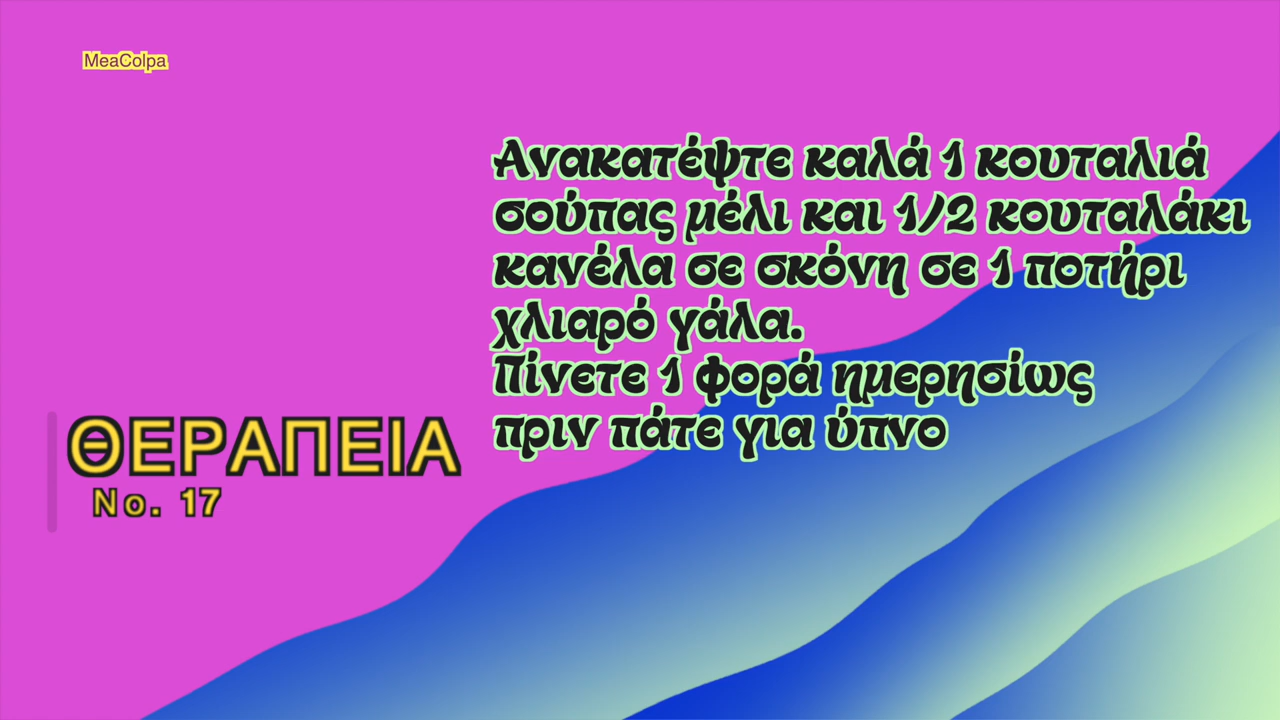 MeaColpa
Ανακατέψτε καλά 1 κουταλιά
σούπας μέλι και 1/2 κουταλάκι
κανέλα σε σκόνη σε 1 ποτήρι
χλιαρό γάλα.
Πίνετε 1 φορά ημερησίως
πριν πάτε για ύπνο
ΘΕΡΑΠΕΙΑ
No. 17